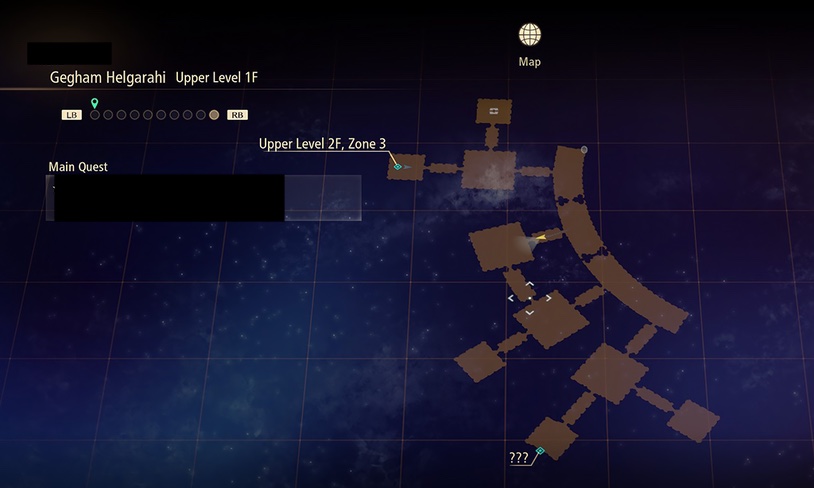 Map
Gegham Helgarahi Upper Level 1F
LB RB
Upper Level 2F, Zone 3
Main Quest
???